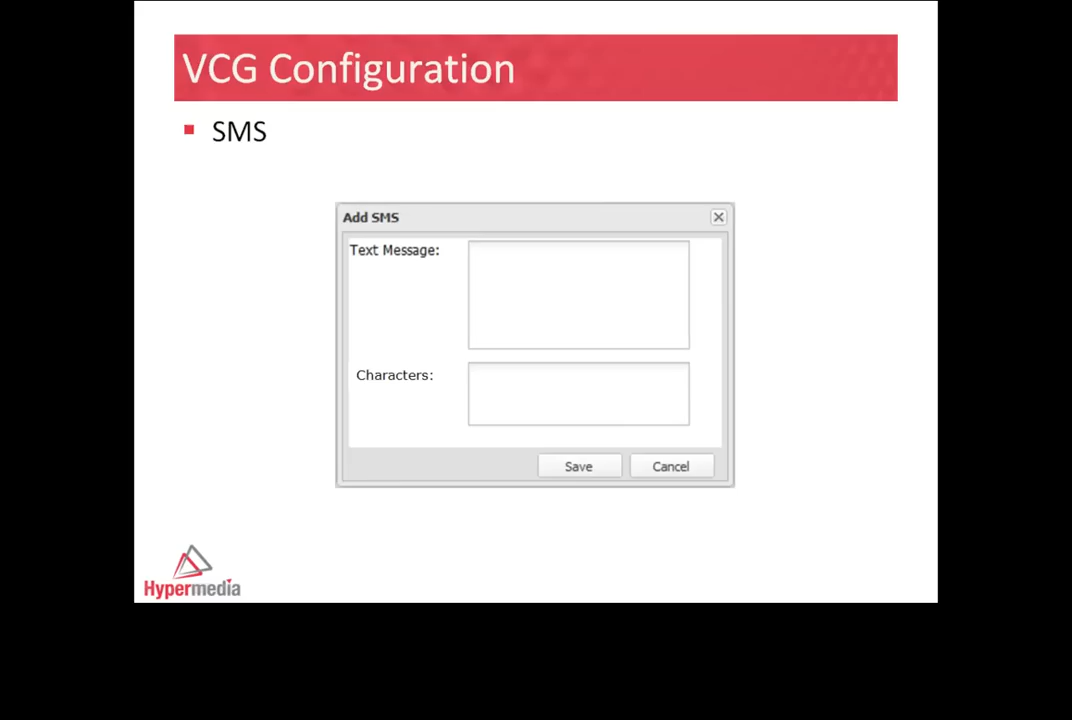 VCG Configuration
SMS
Add SMS
Text Message:
Characters:
Save Cancel
Hypermedia